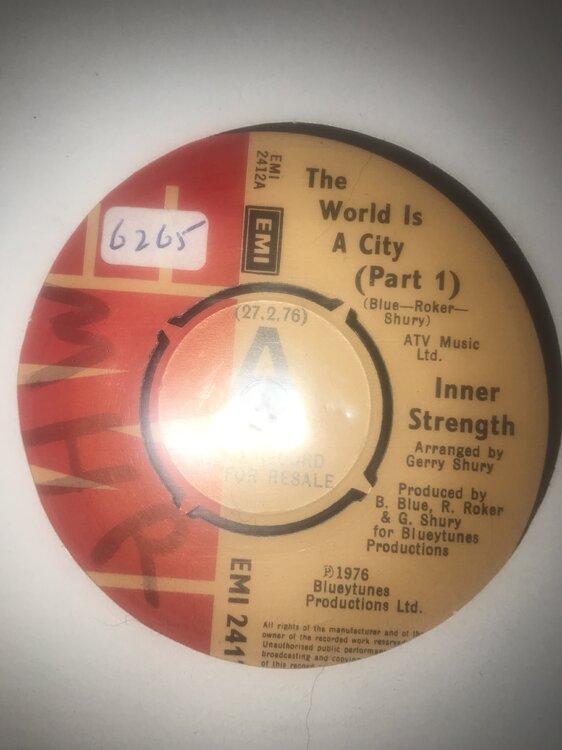 6265
MHR
EMI
2412A
EMI
The
World Is
A City
(Part 1)
(Blue—Roker—
Shury)
ATV Music
Ltd.
(27.2.76)
A
FOR RESALE
Inner
Strength
Arranged by
Gerry Shury
Produced by
B. Blue, R. Roker
& G. Shury
for Blueytunes
Productions
℗1976
Blueytunes
Productions Ltd.
EMI 241
All rights of the manufacturer and of the
owner of the recorded work reserved
Unauthorised public performance
broadcasting and copying
of this record